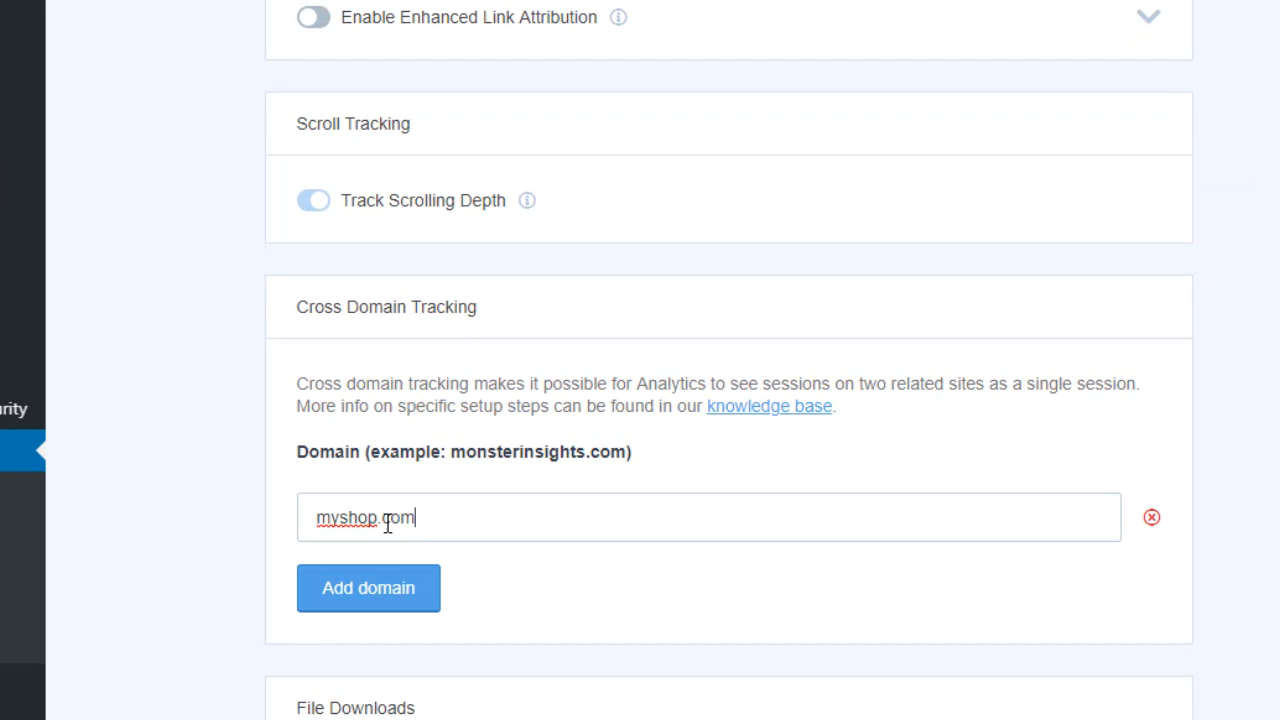 Enable Enhanced Link Attribution
Scroll Tracking
Track Scrolling Depth
Cross Domain Tracking
urity
Cross domain tracking makes it possible for Analytics to see sessions on two related sites as a single session.
More info on specific setup steps can be found in our knowledge base.
Domain (example: monsterinsights.com)
myshop.com
Add domain
File Downloads